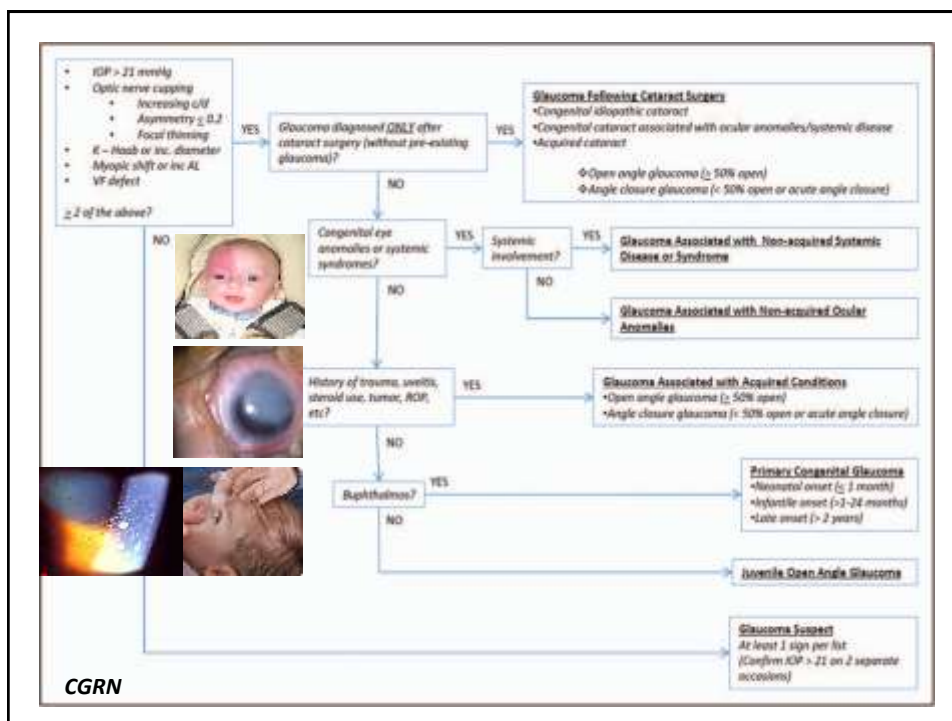 • IOP > 21 mmHg
• Optic nerve cupping
• Increasing c/d
• Asymmetry < 0.2
• Focal thinning
• K – Haab or inc. diameter
• Myopic shift or inc AL
• VF defect
≥ 2 of the above?
YES
Glaucoma diagnosed ONLY after
cataract surgery (without pre-existing
glaucoma)?
YES
Glaucoma Following Cataract Surgery
•Congenital idiopathic cataract
•Congenital cataract associated with ocular anomalies/systemic disease
•Acquired cataract
❖Open angle glaucoma (≥ 50% open)
❖Angle closure glaucoma (< 50% open or acute angle closure)
NO
NO
Congenital eye
anomalies or systemic
syndromes?
YES
Systemic
involvement?
YES
Glaucoma Associated with Non-acquired Systemic
Disease or Syndrome
NO
NO
Glaucoma Associated with Non-acquired Ocular
Anomalies
History of trauma, uveitis,
steroid use, tumor, ROP,
etc?
YES
Glaucoma Associated with Acquired Conditions
•Open angle glaucoma (≥ 50% open)
•Angle closure glaucoma (< 50% open or acute angle closure)
NO
Buphthalmos?
YES
Primary Congenital Glaucoma
•Neonatal onset (≤ 1 month)
•Infantile onset (>1-24 months)
•Late onset (> 2 years)
NO
Juvenile Open Angle Glaucoma
Glaucoma Suspect
At least 1 sign per list
(Confirm IOP > 21 on 2 separate
occasions)
CGRN